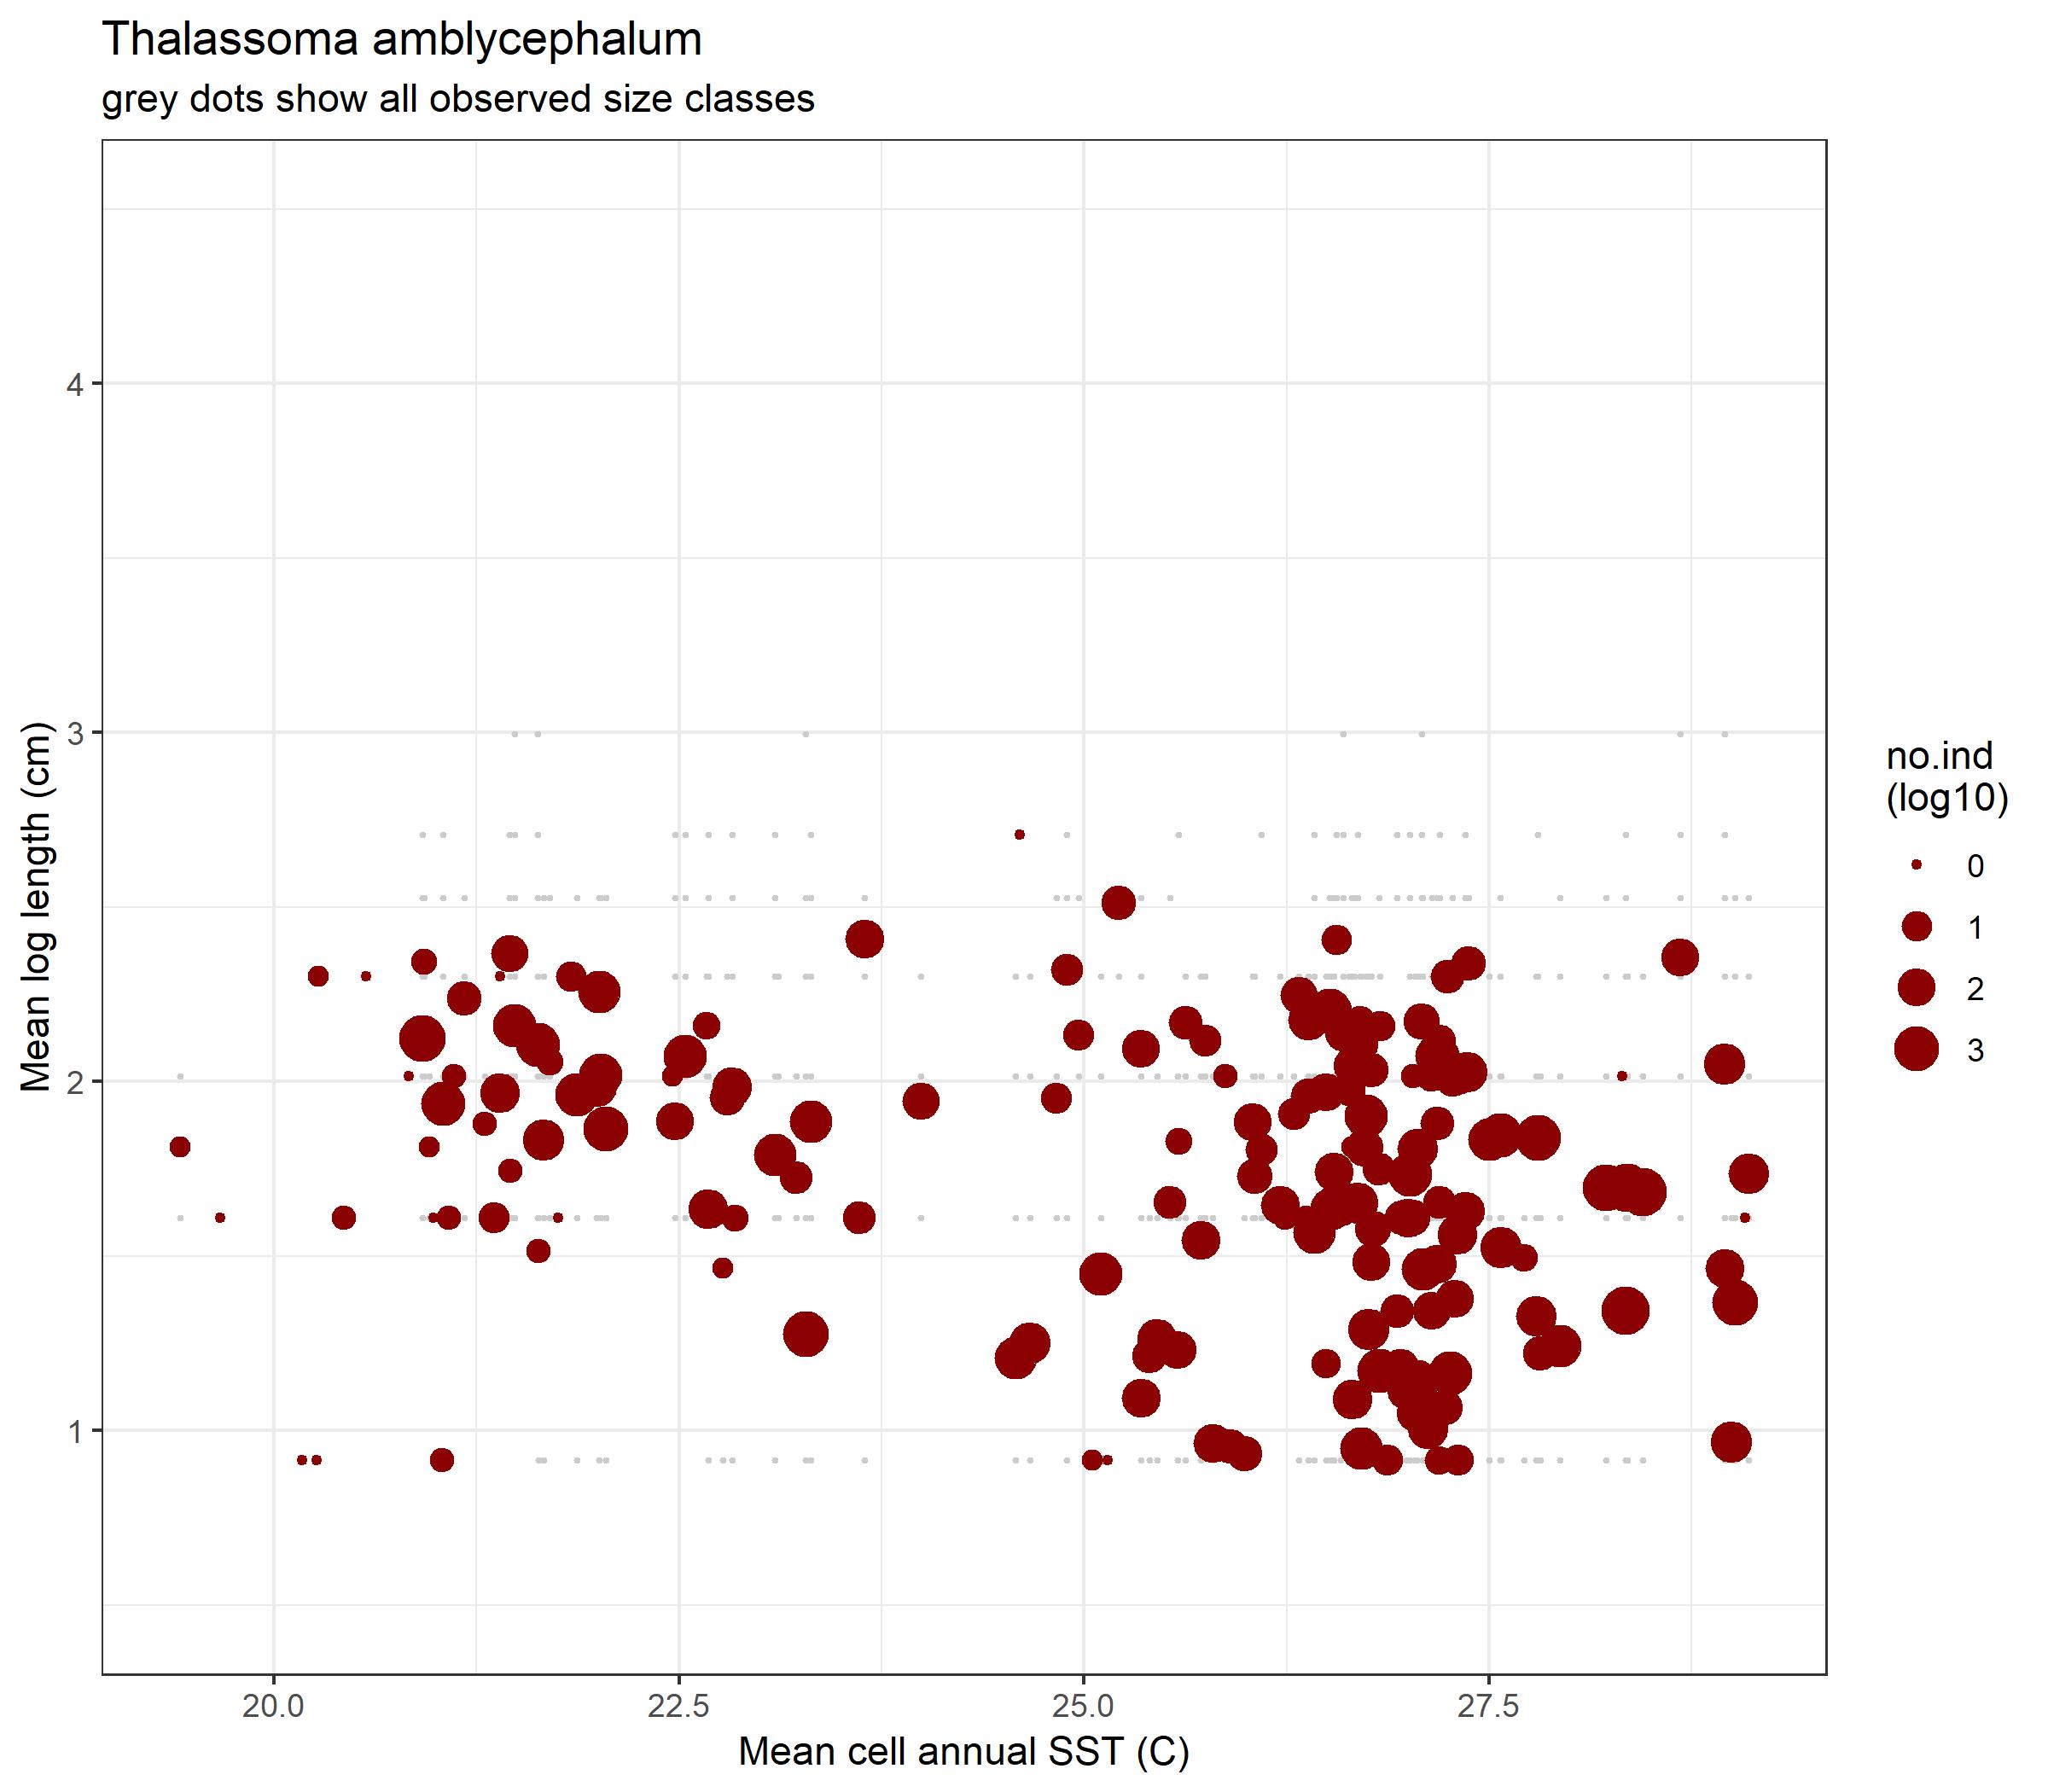 Thalassoma amblycephalum
grey dots show all observed size classes
Mean log length (cm)
4
3
2
1
20.0 22.5 25.0 27.5
Mean cell annual SST (C)
no.ind
(log10)
0
1
2
3